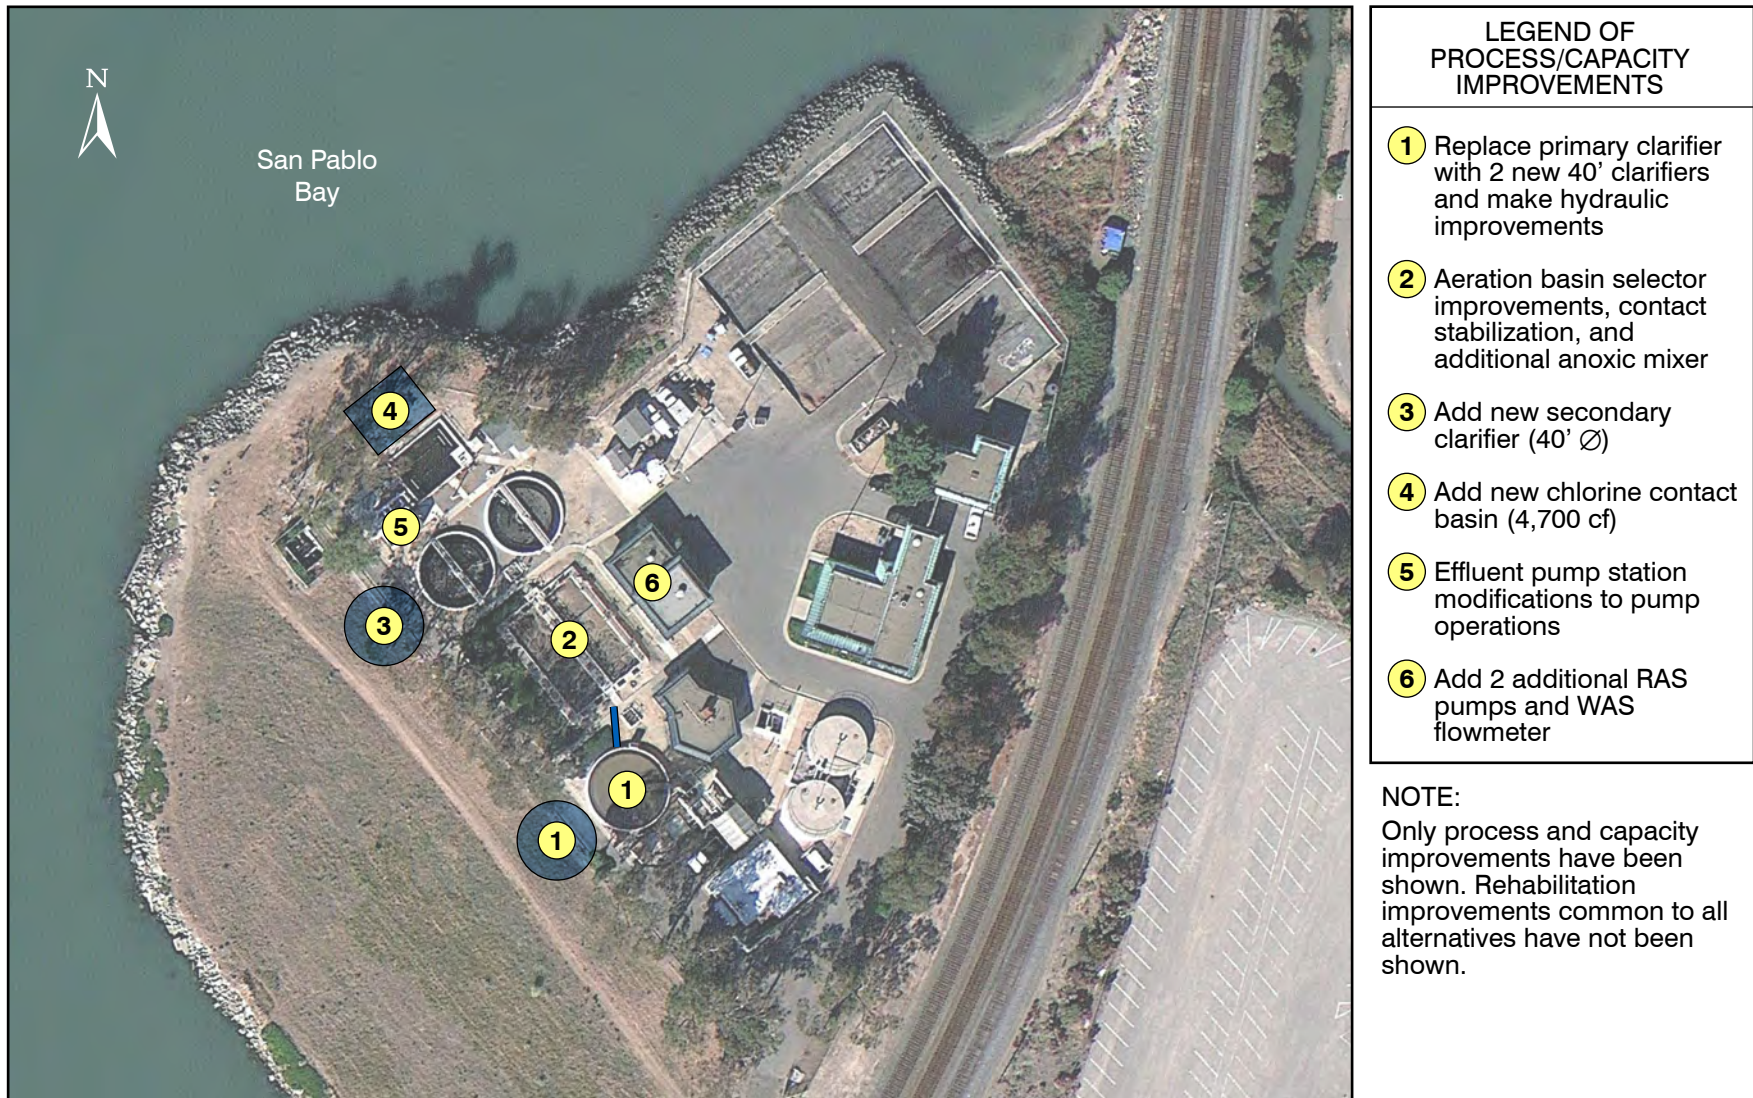 N
San Pablo
Bay
4
5
3
6
2
1
1
LEGEND OF
PROCESS/CAPACITY
IMPROVEMENTS
1 Replace primary clarifier
with 2 new 40’ clarifiers
and make hydraulic
improvements
2 Aeration basin selector
improvements, contact
stabilization, and
additional anoxic mixer
3 Add new secondary
clarifier (40’ ∅)
4 Add new chlorine contact
basin (4,700 cf)
5 Effluent pump station
modifications to pump
operations
6 Add 2 additional RAS
pumps and WAS
flowmeter
NOTE:
Only process and capacity
improvements have been
shown. Rehabilitation
improvements common to all
alternatives have not been
shown.